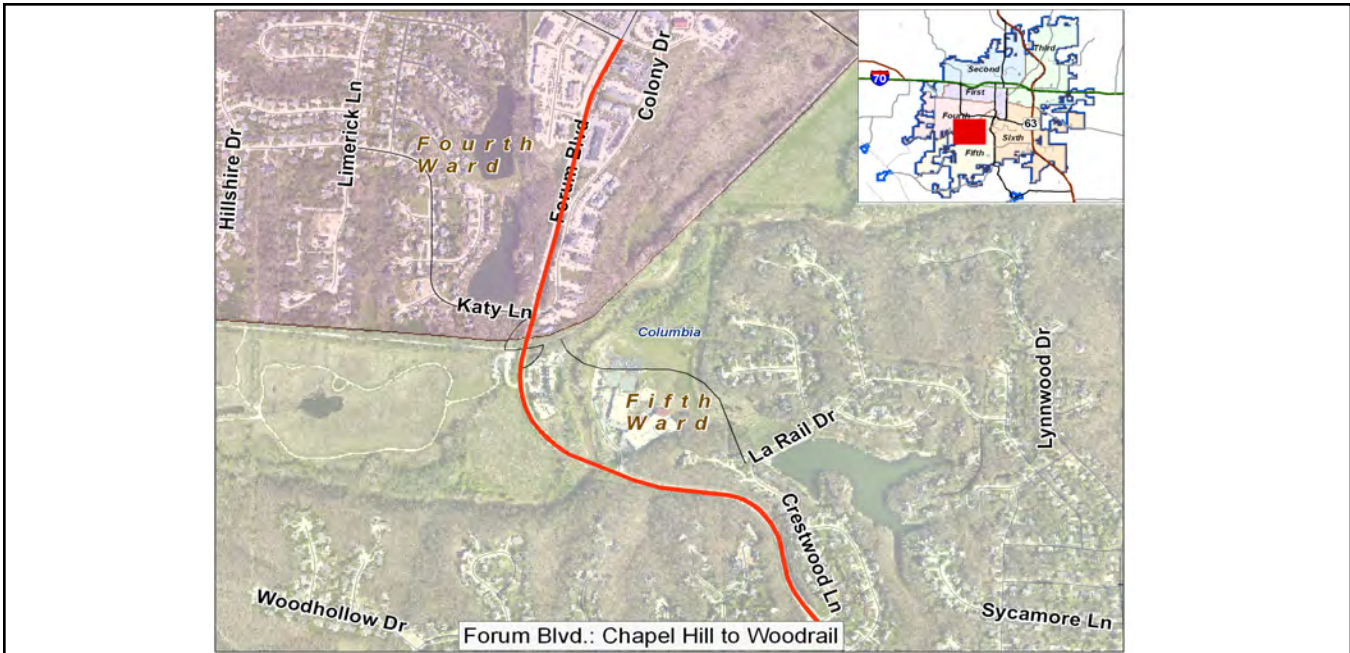 Colony Dr
Limerick Ln
Fourth
Ward
Hillshire Dr
Forum Blvd
Katy Ln
Columbia
Fifth
Ward
La Rail Dr
Lynnwood Dr
Crestwood Ln
Woodhollow Dr
Sycamore Ln
Forum Blvd.: Chapel Hill to Woodrail
Third
Second
70
First
Fourth
63
Sixth
Fifth